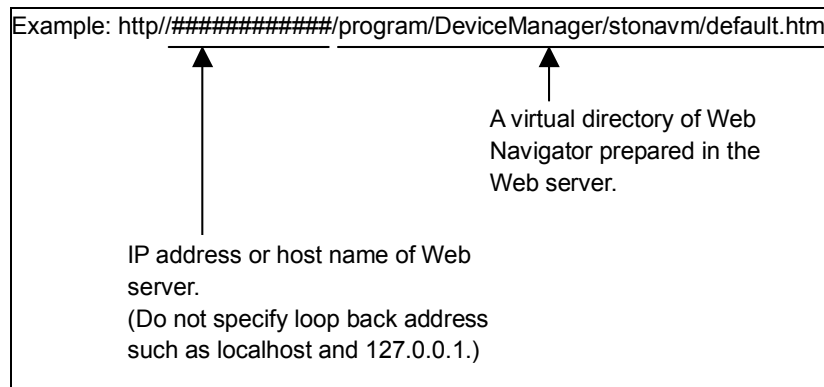 Example: http//############/program/DeviceManager/stonavm/default.htm
A virtual directory of Web
Navigator prepared in the
Web server.
IP address or host name of Web
server.
(Do not specify loop back address
such as localhost and 127.0.0.1.)